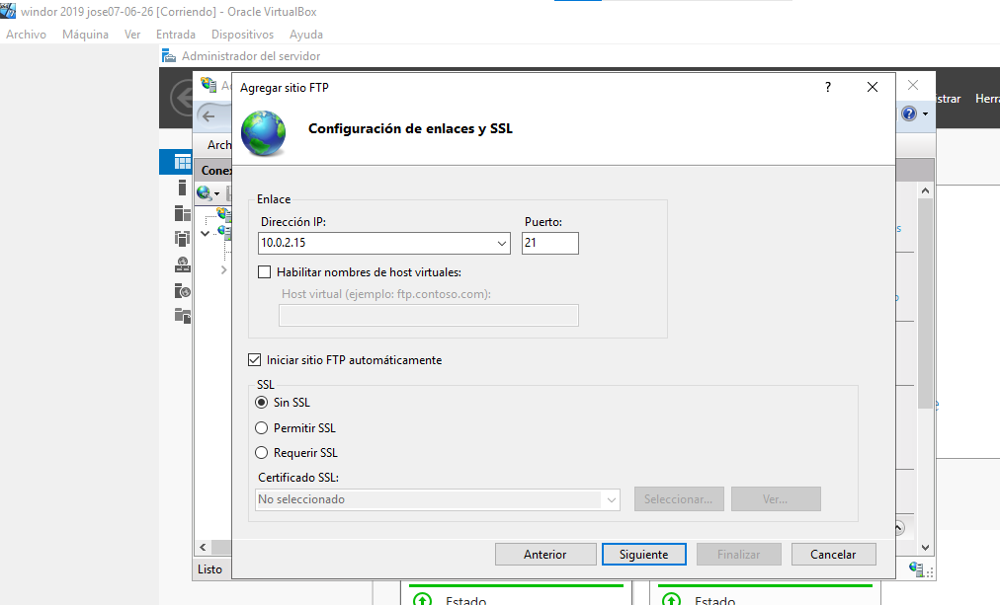 windor 2019 jose07-06-26 [Corriendo] - Oracle VirtualBox
Archivo Máquina Ver Entrada Dispositivos Ayuda
Administrador del servidor
Agregar sitio FTP
?
Configuración de enlaces y SSL
Arch
Conex
Enlace
Dirección IP: Puerto:
10.0.2.15 21
Habilitar nombres de host virtuales:
Host virtual (ejemplo: ftp.contoso.com):
Iniciar sitio FTP automáticamente
SSL
Sin SSL
Permitir SSL
Requerir SSL
Certificado SSL:
No seleccionado Seleccionar... Ver...
Anterior Siguiente Finalizar Cancelar
Listo
Estado Estado